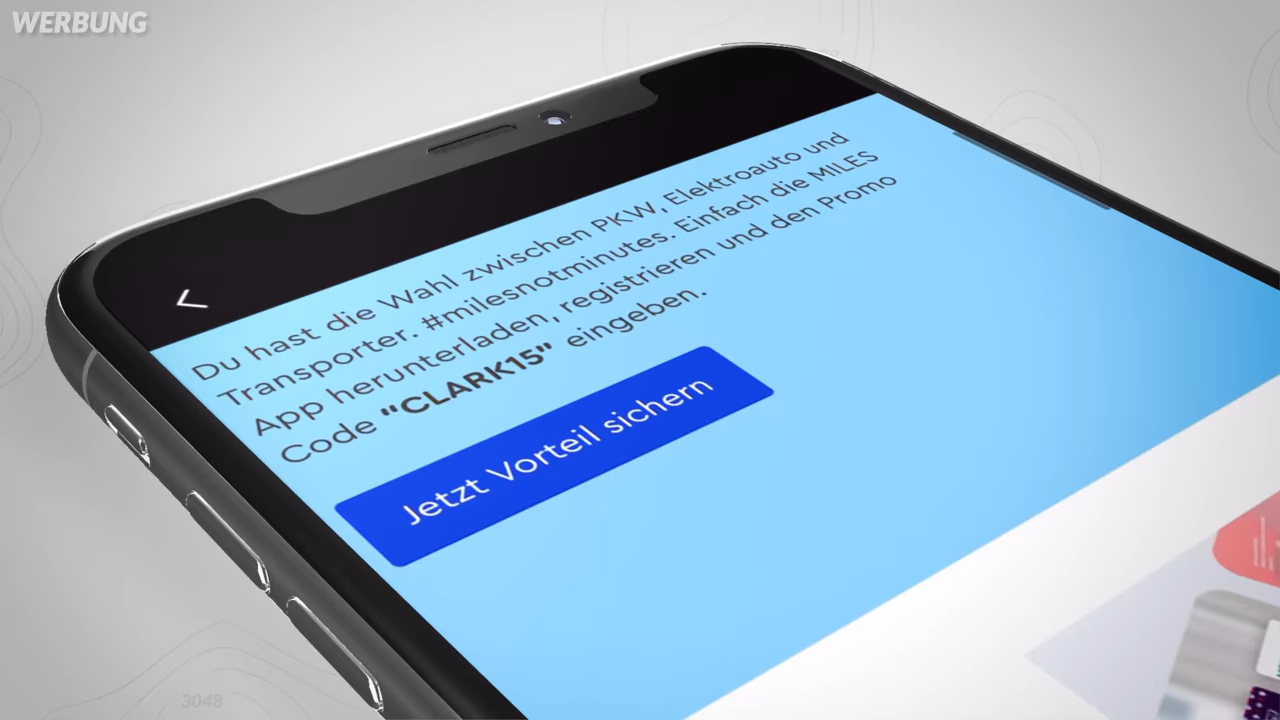 WERBUNG
Du hast die Wahl zwischen PKW, Elektroauto und
Transporter. #milesnotminutes. Einfach die MILES
App herunterladen, registrieren und den Promo
Code “CLARK15” eingeben.
Jetzt Vorteil sichern
3048